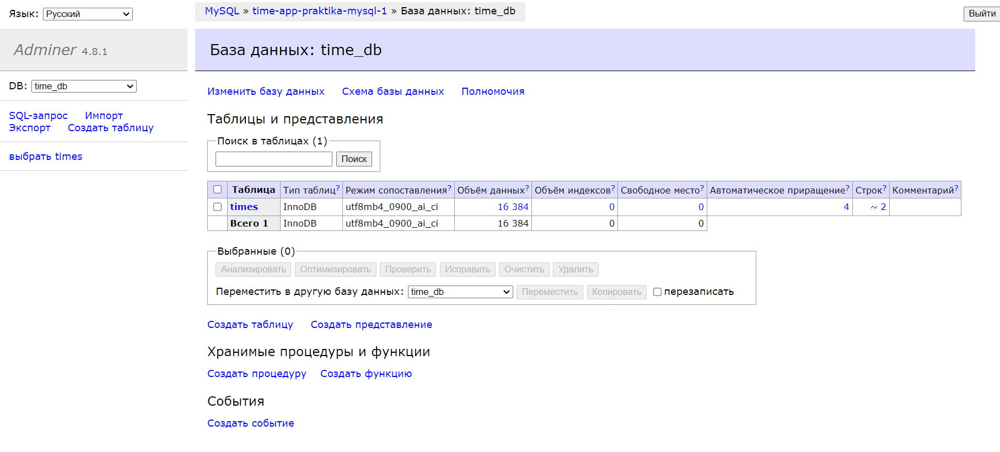 Язык: Русский
MySQL » time-app-praktika-mysql-1 » База данных: time_db
Выйти
Adminer 4.8.1
База данных: time_db
DB: time_db
SQL-запрос Импорт
Экспорт Создать таблицу
выбрать times
Изменить базу данных Схема базы данных Полномочия
Таблицы и представления
Поиск в таблицах (1)
Поиск
Таблица Тип таблиц? Режим сопоставления? Объём данных? Объём индексов? Свободное место? Автоматическое приращение? Строк? Комментарий?
times InnoDB utf8mb4_0900_ai_ci 16 384 0 0 4 ~ 2
Всего 1 InnoDB utf8mb4_0900_ai_ci 16 384 0 0
Выбранные (0)
Анализировать Оптимизировать Проверить Исправить Очистить Удалить
Переместить в другую базу данных: time_db Переместить Копировать перезаписать
Создать таблицу Создать представление
Хранимые процедуры и функции
Создать процедуру Создать функцию
События
Создать событие